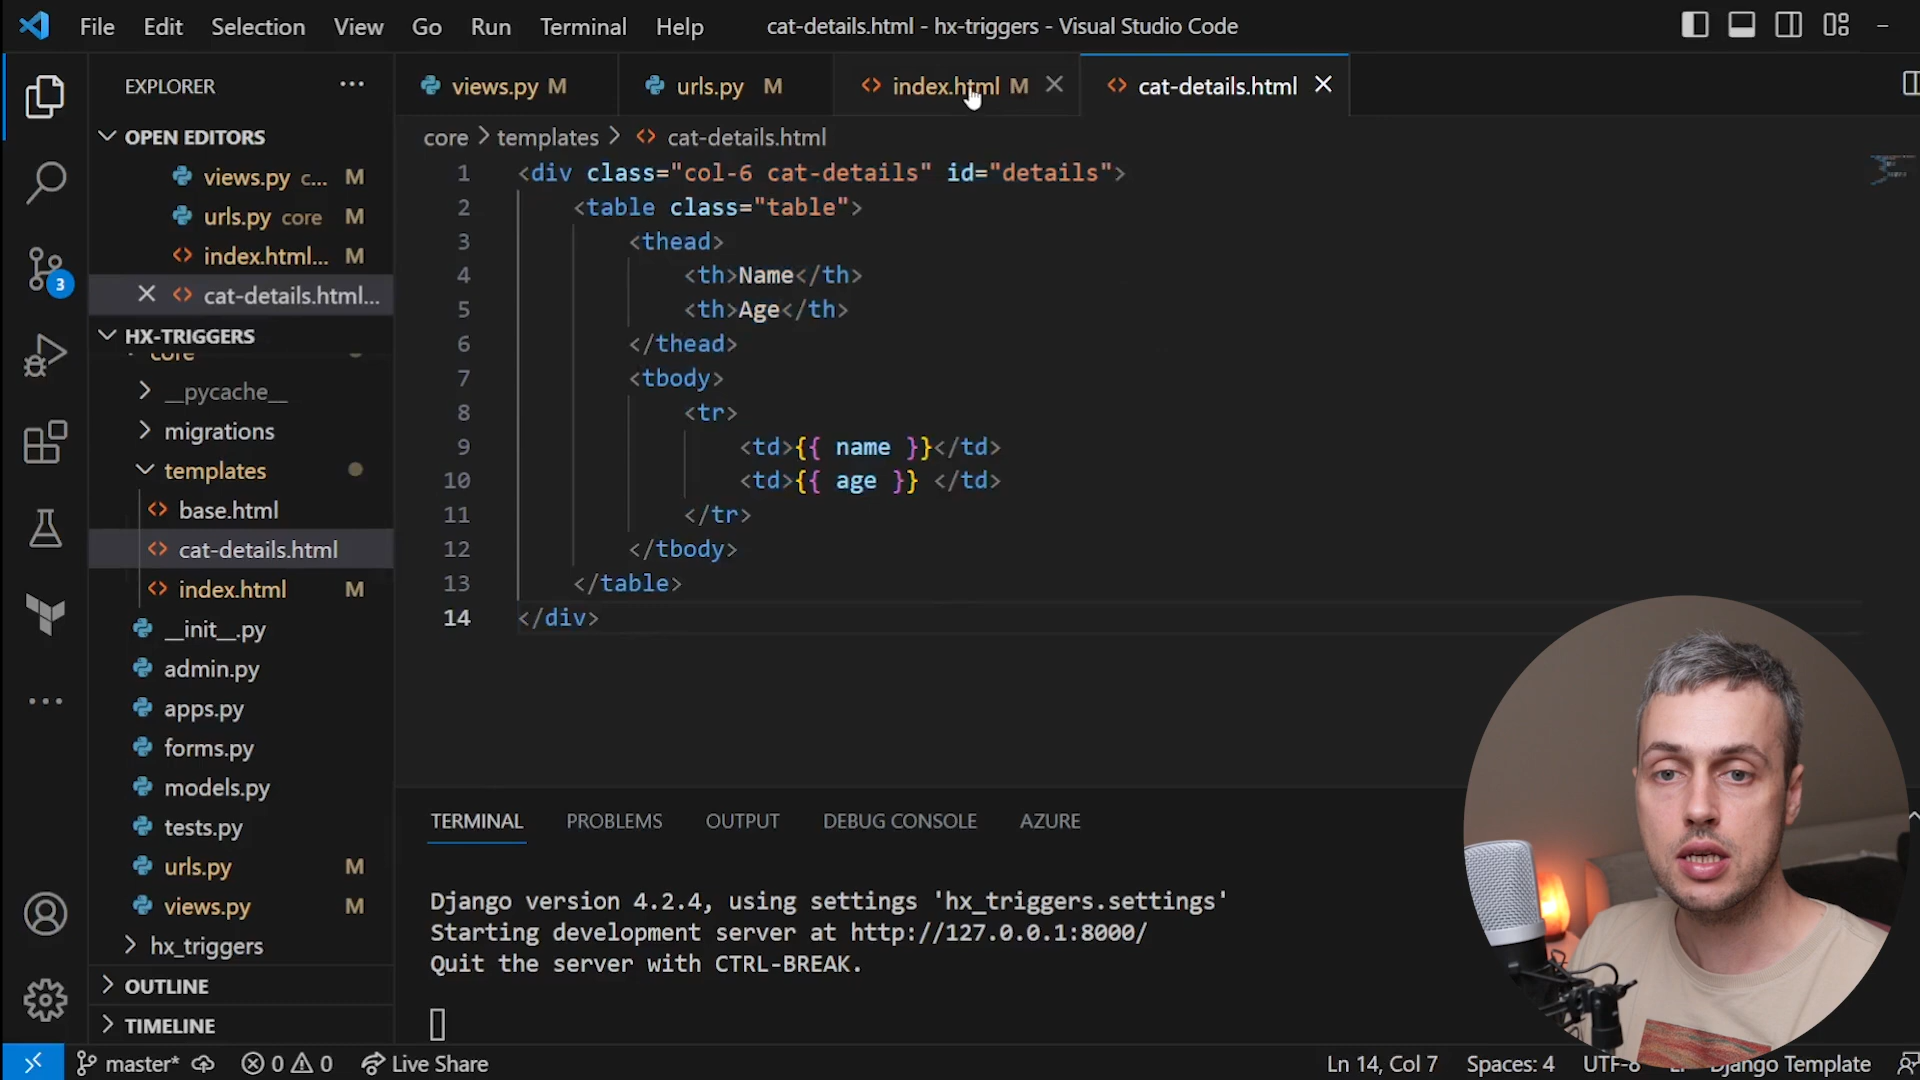 File Edit Selection View Go Run Terminal Help cat-details.html - hx-triggers - Visual Studio Code
EXPLORER
views.py M urls.py M index.html M cat-details.html
OPEN EDITORS
views.py c... M
urls.py core M
index.html... M
cat-details.html...
HX-TRIGGERS
core
__pycache__
migrations
templates
base.html
cat-details.html
index.html M
__init__.py
admin.py
apps.py
forms.py
models.py
tests.py
urls.py M
views.py M
hx_triggers
OUTLINE
TIMELINE
3
core > templates > cat-details.html
1 <div class="col-6 cat-details" id="details">
2 <table class="table">
3 <thead>
4 <th>Name</th>
5 <th>Age</th>
6 </thead>
7 <tbody>
8 <tr>
9 <td>{{ name }}</td>
10 <td>{{ age }} </td>
11 </tr>
12 </tbody>
13 </table>
14 </div>
TERMINAL PROBLEMS OUTPUT DEBUG CONSOLE AZURE
Django version 4.2.4, using settings 'hx_triggers.settings'
Starting development server at http://127.0.0.1:8000/
Quit the server with CTRL-BREAK.
master* 0 0 Live Share Ln 14, Col 7 Spaces: 4 UTF-8 Django Template